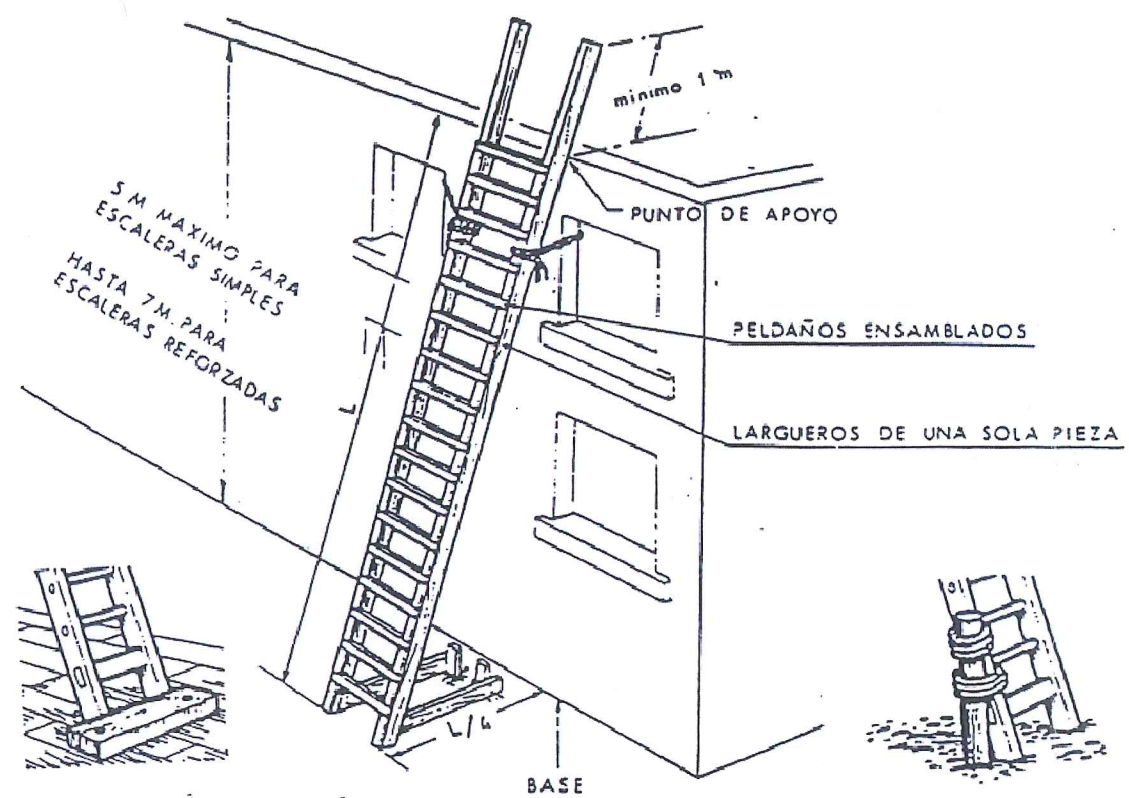 minimo 1 m
PUNTO DE APOYO
5 M MAXIMO PARA
ESCALERAS SIMPLES
HASTA 7M. PARA
ESCALERAS REFORZADAS
PELDAÑOS ENSAMBLADOS
LARGUEROS DE UNA SOLA PIEZA
L
L/4
BASE